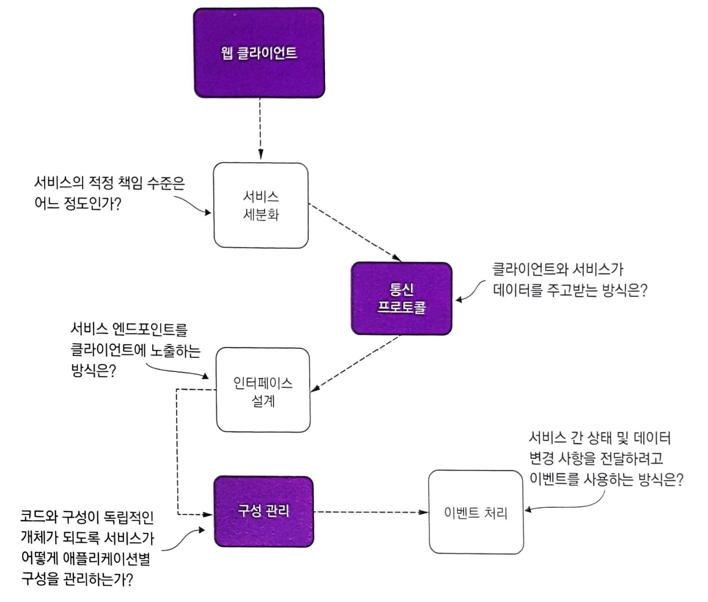 웹 클라이언트
서비스의 적정 책임 수준은
어느 정도인가?
서비스
세분화
통신
프로토콜
클라이언트와 서비스가
데이터를 주고받는 방식은?
서비스 엔드포인트를
클라이언트에 노출하는
방식은?
인터페이스
설계
서비스 간 상태 및 데이터
변경 사항을 전달하려고
이벤트를 사용하는 방식은?
구성 관리
이벤트 처리
코드와 구성이 독립적인
개체가 되도록 서비스가
어떻게 애플리케이션별
구성을 관리하는가?